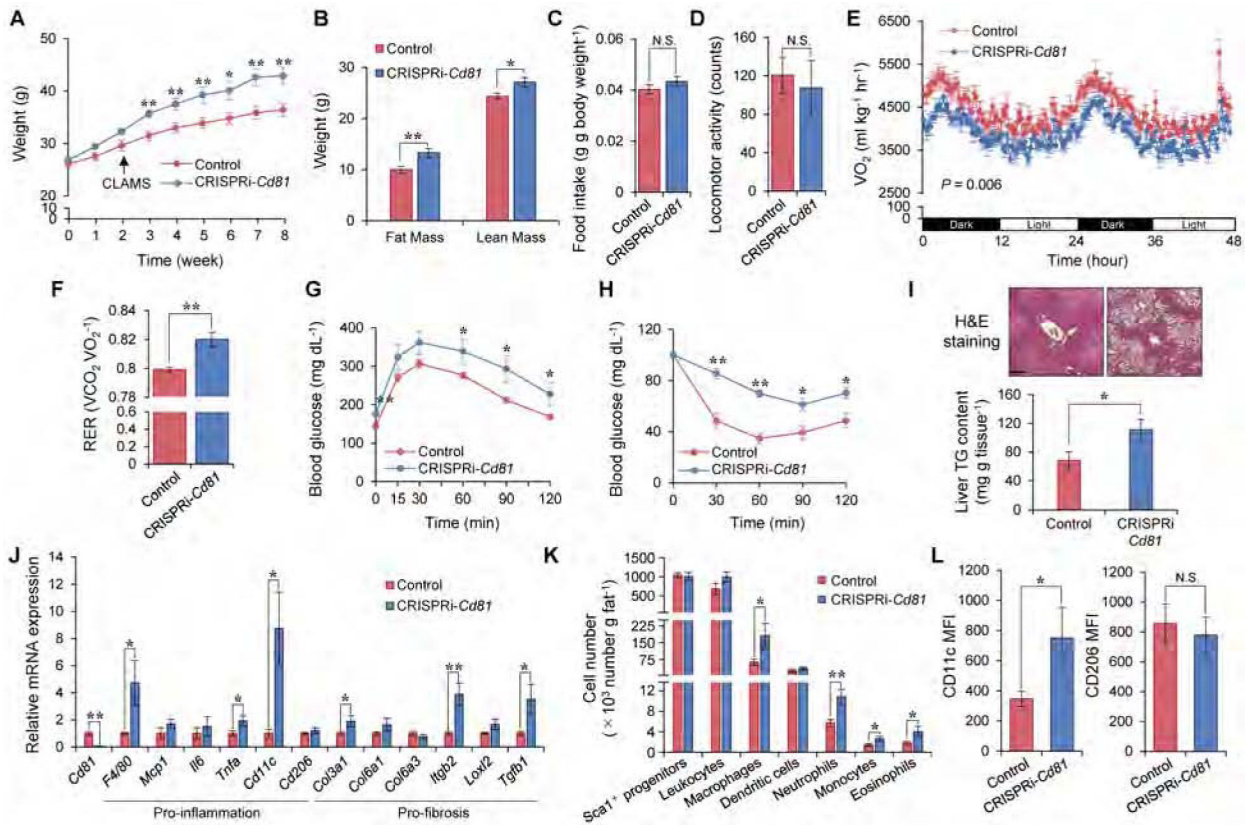 A
50
40
30
20
10
0
Weight (g)
**
**
**
*
**
**
CLAMS
Control
CRISPRi-Cd81
0 1 2 3 4 5 6 7 8
Time (week)
B
Control
CRISPRi-Cd81
30
20
10
0
Weight (g)
**
*
Fat Mass
Lean Mass
C
0.06
0.04
0.02
0
Food intake (g g body weight⁻¹)
N.S.
Control
CRISPRi-Cd81
D
160
120
80
40
0
Locomotor activity (counts)
N.S.
Control
CRISPRi-Cd81
E
Control
CRISPRi-Cd81
6500
5500
4500
3500
100
0
VO₂ (ml kg⁻¹ hr⁻¹)
P = 0.006
Dark Light Dark Light
0 12 24 36 48
Time (hour)
F
0.84
0.82
0.8
0.78
0.6
0.4
0.2
0
RER (VCO₂ VO₂⁻¹)
**
Control
CRISPRi-Cd81
G
400
300
200
100
0
Blood glucose (mg dL⁻¹)
*
*
*
*
*
Control
CRISPRi-Cd81
0 15 30 60 90 120
Time (min)
H
120
80
40
0
Blood glucose (mg dL⁻¹)
**
**
*
*
Control
CRISPRi-Cd81
0 30 60 90 120
Time (min)
I
H&E
staining
160
120
80
40
0
Liver TG content
(mg g tissue⁻¹)
*
Control
CRISPRi
Cd81
J
14
12
10
8
6
4
2
0
Relative mRNA expression
Control
CRISPRi-Cd81
**
*
*
*
*
**
*
Cd81 F4/80 Mcp1 Il6 Tnfa Cd11c Cd206 Col3a1 Col6a1 Col6a3 Itgb2 Loxl2 Tgfb1
Pro-inflammation
Pro-fibrosis
K
1000
500
225
150
75
12
8
4
0
Cell number
(× 10³ number g fat⁻¹)
Control
CRISPRi-Cd81
*
**
*
*
Sca1⁺ progenitors Leukocytes Macrophages Dendritic cells Neutrophils Monocytes Eosinophils
L
1000
800
600
400
200
0
CD11c MFI
*
Control
CRISPRi-Cd81
1200
1000
800
600
400
200
0
CD206 MFI
N.S.
Control
CRISPRi-Cd81